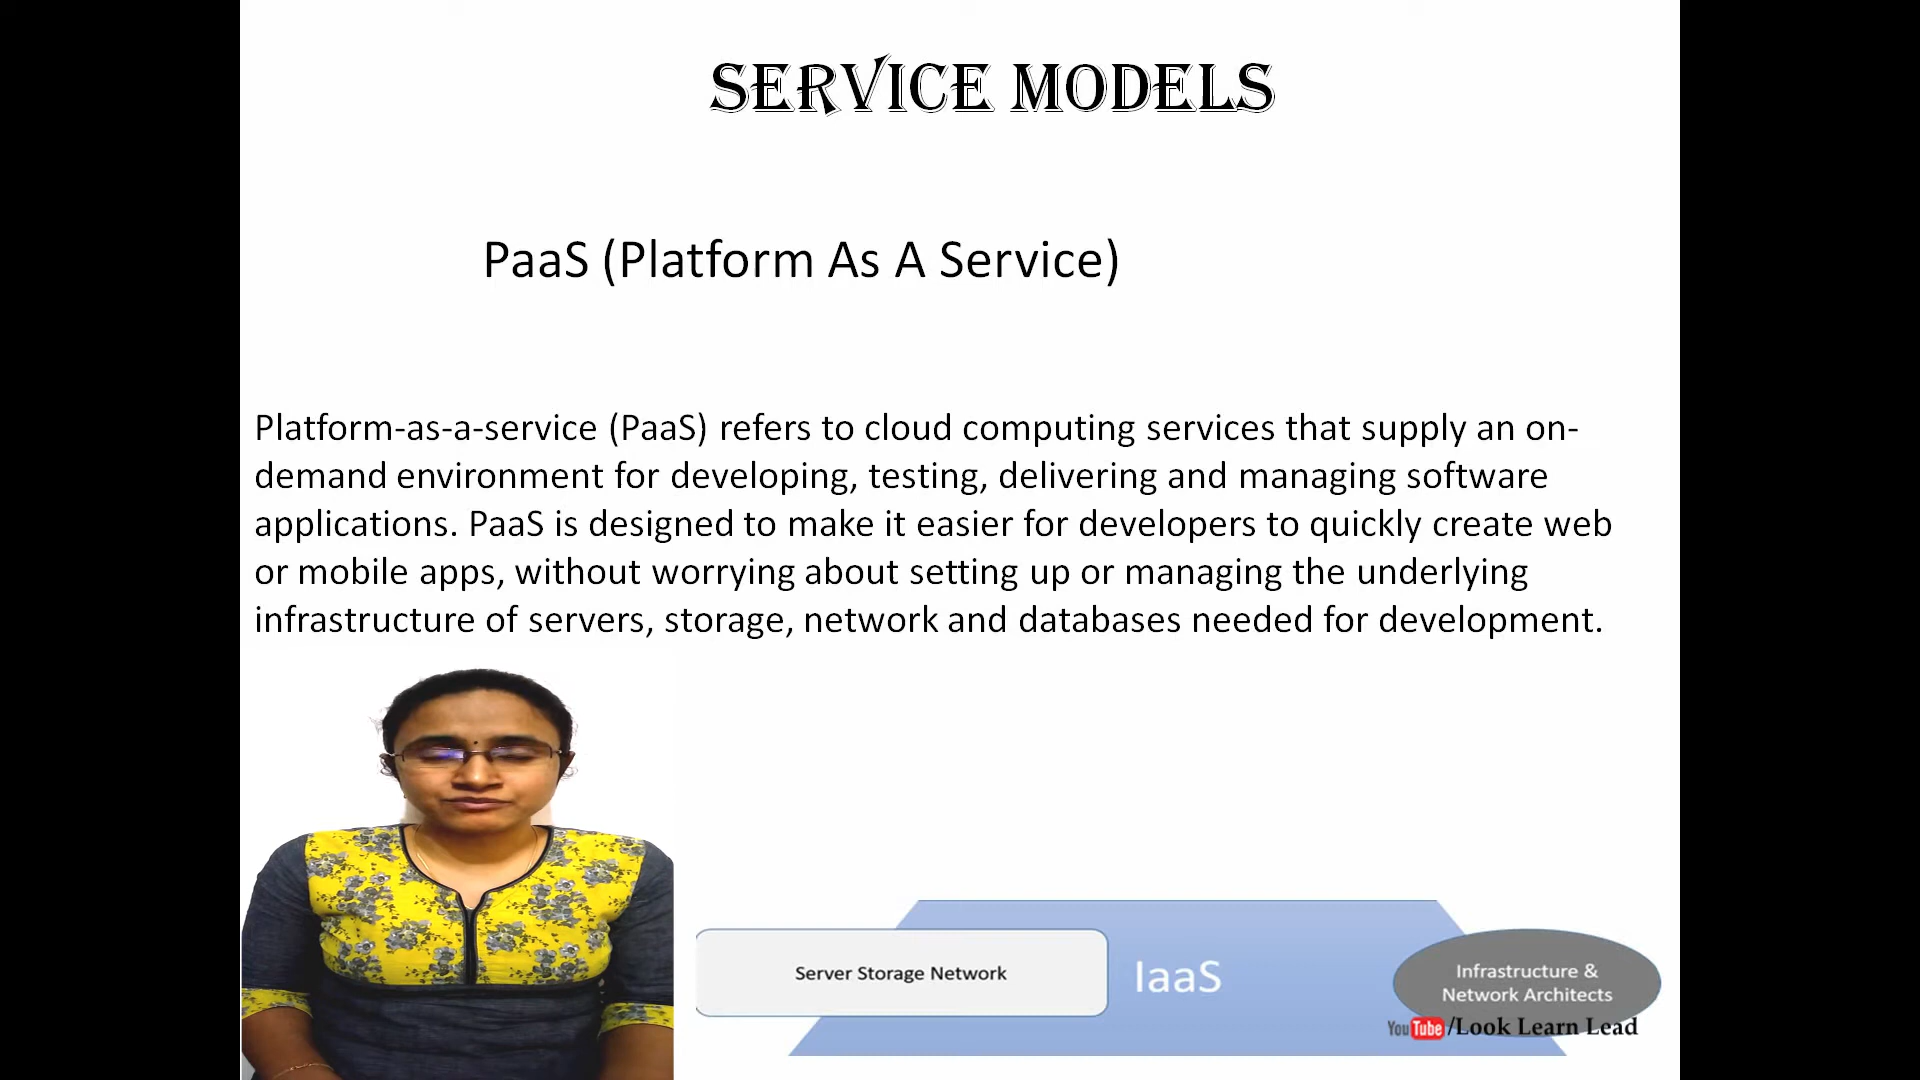 SERVICE MODELS
PaaS (Platform As A Service)
Platform-as-a-service (PaaS) refers to cloud computing services that supply an on-
demand environment for developing, testing, delivering and managing software
applications. PaaS is designed to make it easier for developers to quickly create web
or mobile apps, without worrying about setting up or managing the underlying
infrastructure of servers, storage, network and databases needed for development.
Server Storage Network
IaaS
Infrastructure &
Network Architects
YouTube/Look Learn Lead